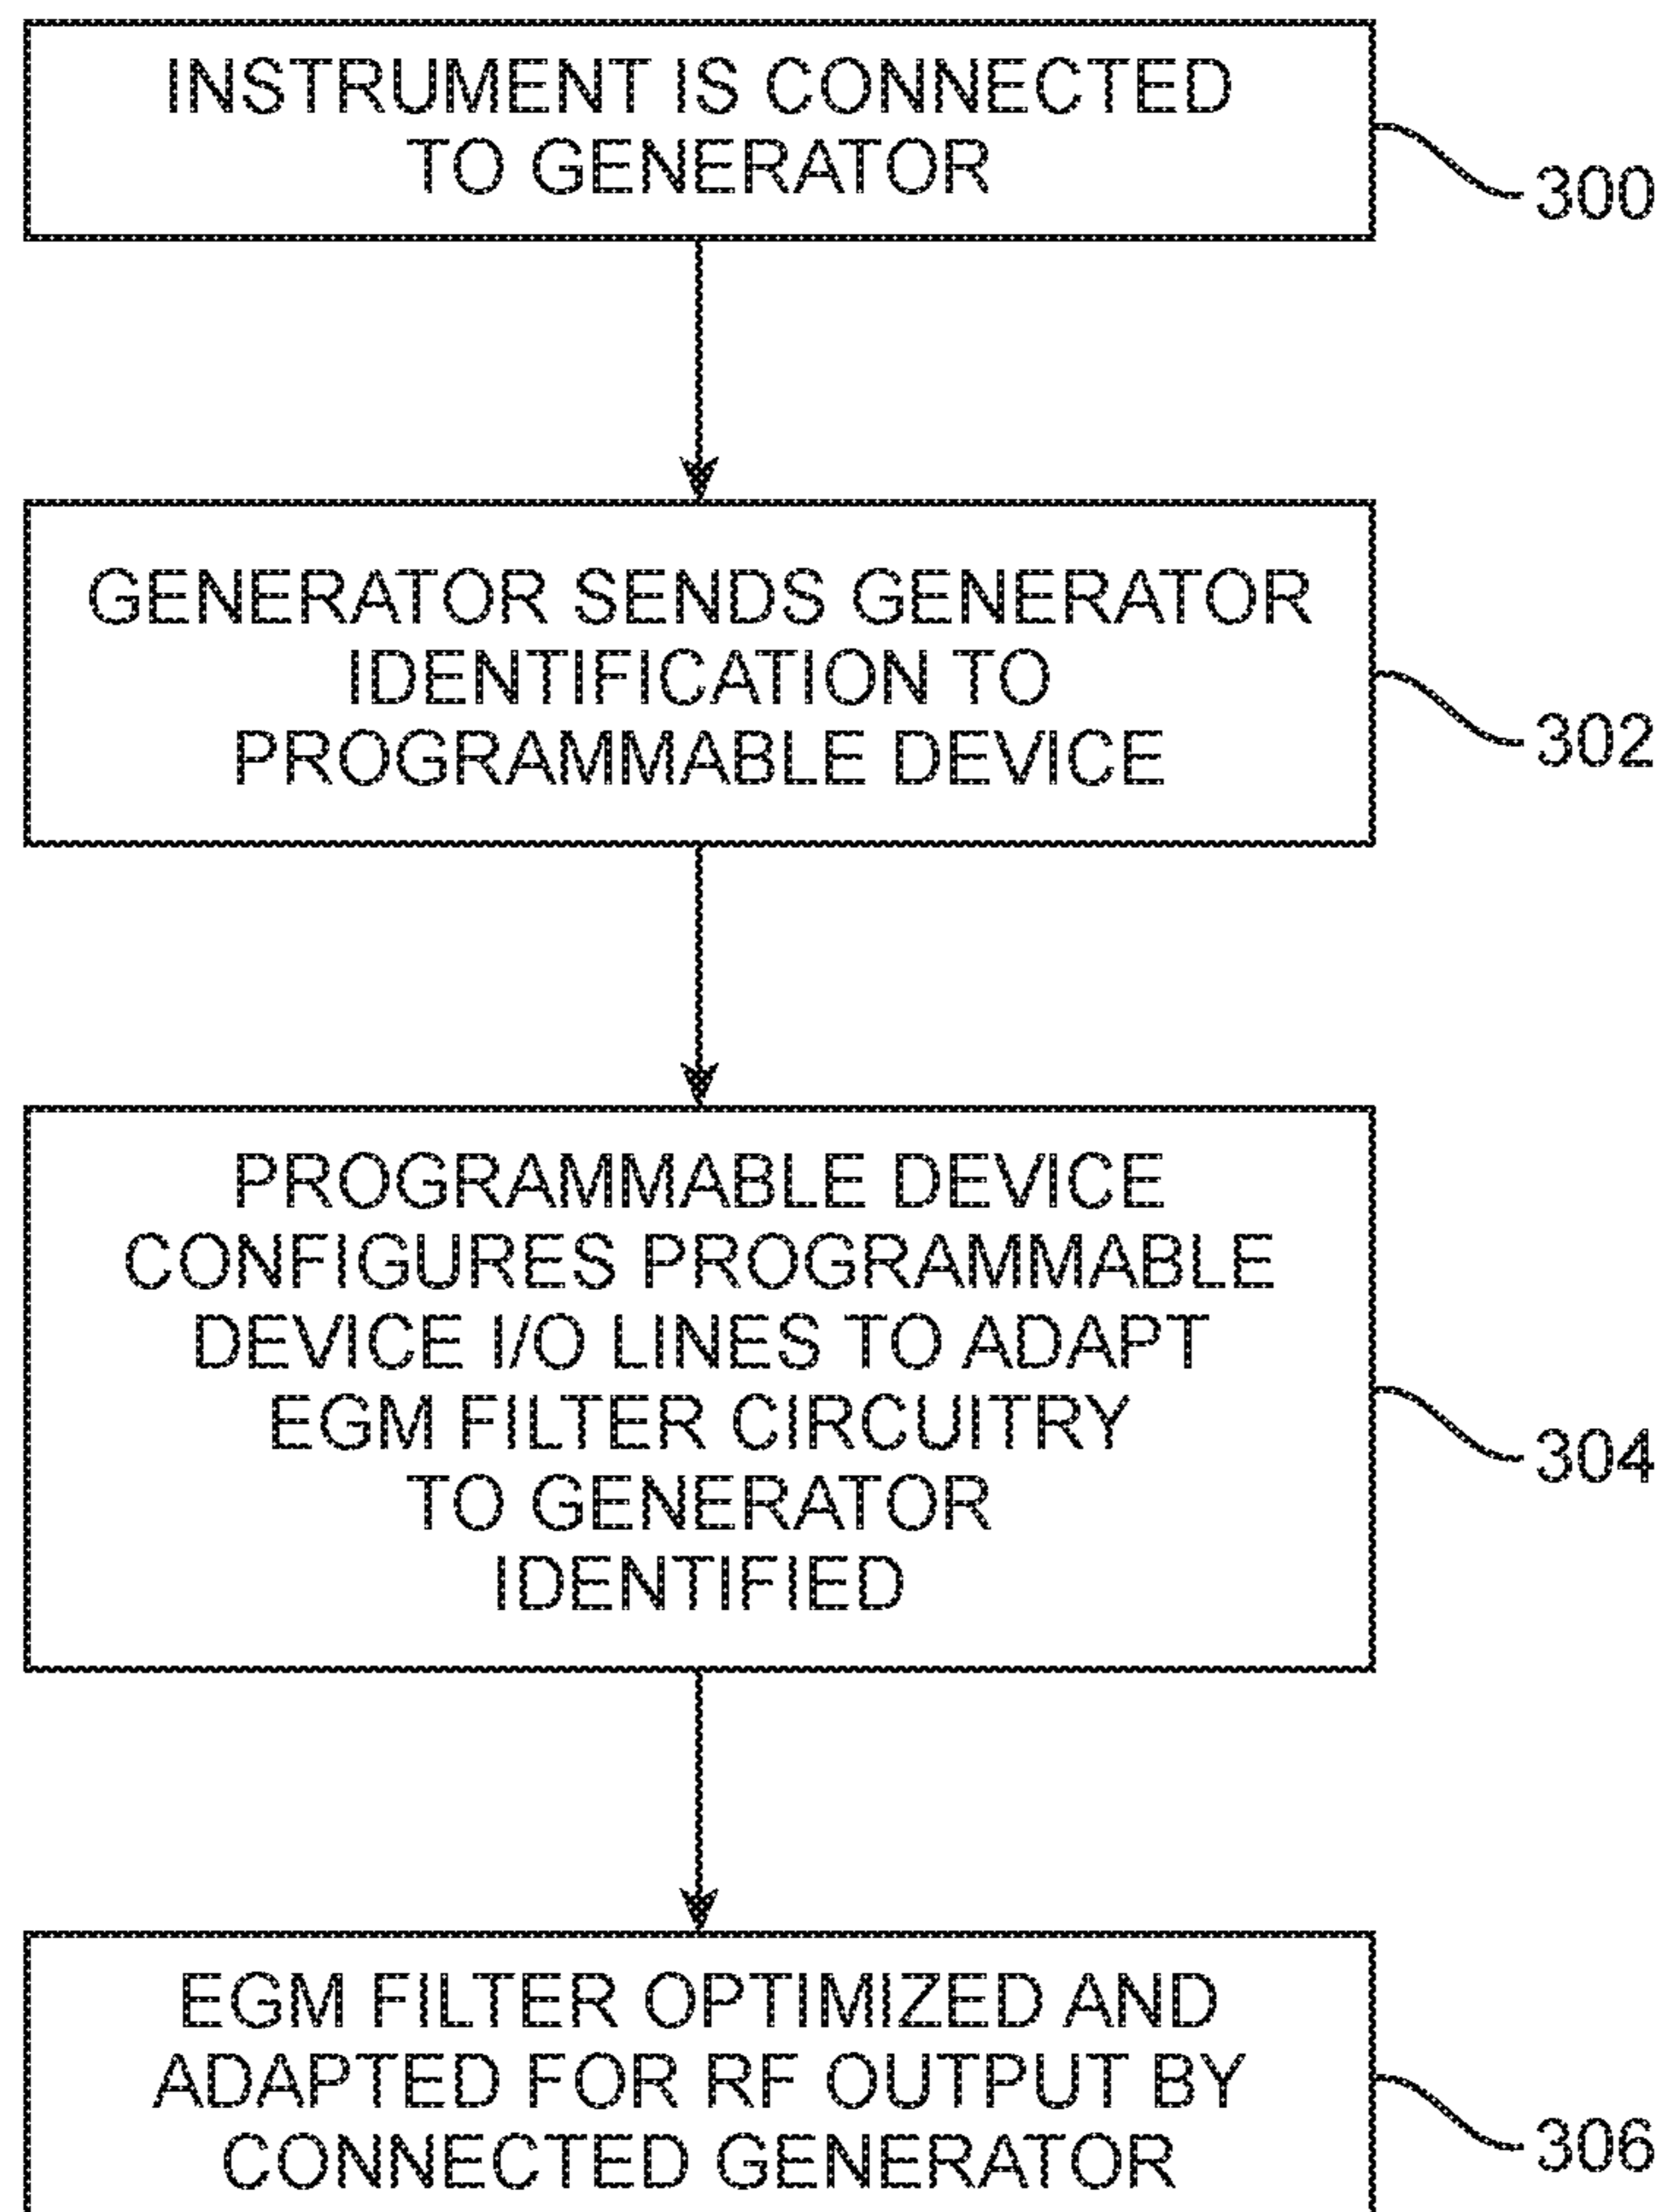 INSTRUMENT IS CONNECTED
TO GENERATOR
300
GENERATOR SENDS GENERATOR
IDENTIFICATION TO
PROGRAMMABLE DEVICE
302
PROGRAMMABLE DEVICE
CONFIGURES PROGRAMMABLE
DEVICE I/O LINES TO ADAPT
EGM FILTER CIRCUITRY
TO GENERATOR
IDENTIFIED
304
EGM FILTER OPTIMIZED AND
ADAPTED FOR RF OUTPUT BY
CONNECTED GENERATOR
306